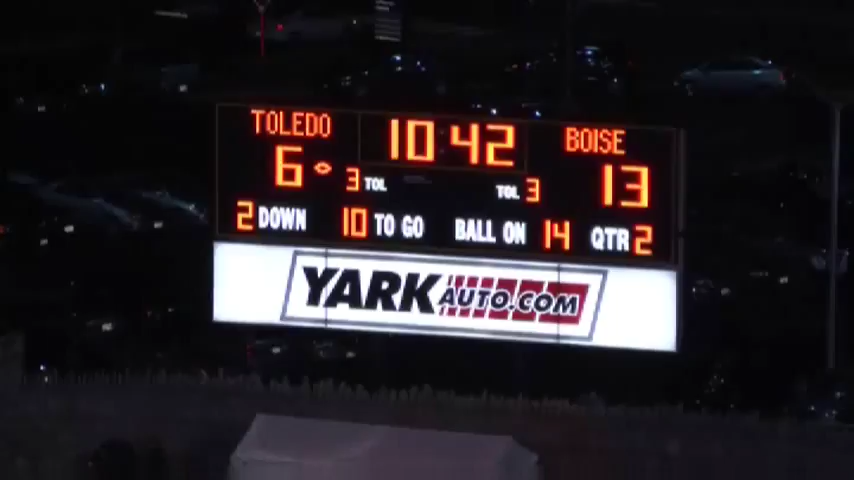 TOLEDO 10 42 BOISE
6 3 TOL TOL 3 13
2 DOWN 10 TO GO BALL ON 14 QTR 2
YARKAUTO.COM